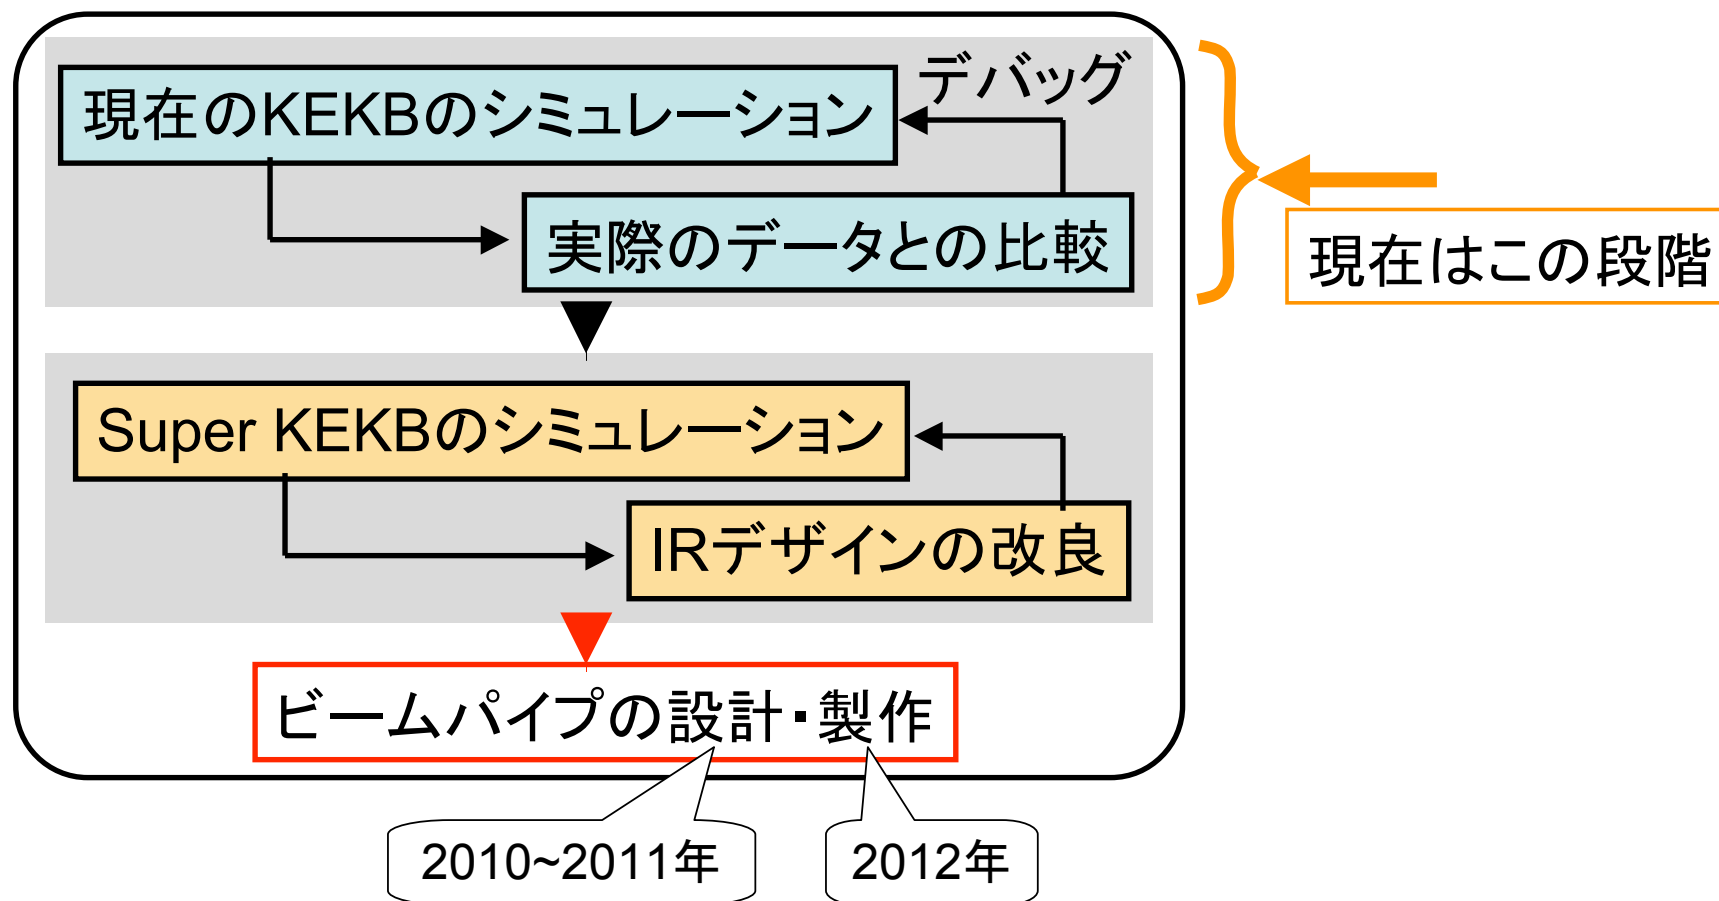 デバッグ
現在のKEKBのシミュレーション
実際のデータとの比較
現在はこの段階
Super KEKBのシミュレーション
IRデザインの改良
ビームパイプの設計・製作
2010~2011年
2012年